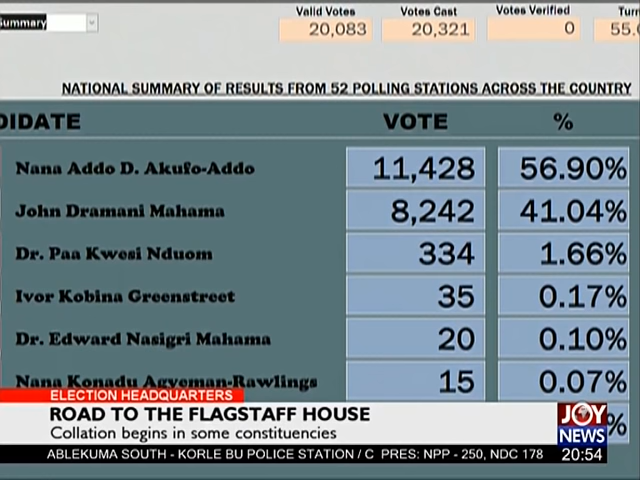 Summary
Valid Votes Votes Cast Votes Verified
20,083 20,321 0 55.
NATIONAL SUMMARY OF RESULTS FROM 52 POLLING STATIONS ACROSS THE COUNTRY
DIDATE VOTE %
Nana Addo D. Akufo-Addo 11,428 56.90%
John Dramani Mahama 8,242 41.04%
Dr. Paa Kwesi Nduom 334 1.66%
Ivor Kobina Greenstreet 35 0.17%
Dr. Edward Nasigri Mahama 20 0.10%
Nana Konadu Agyeman-Rawlings 15 0.07%
%
ELECTION HEADQUARTERS
ROAD TO THE FLAGSTAFF HOUSE
Collation begins in some constituencies
JOY
NEWS
ABLEKUMA SOUTH - KORLE BU POLICE STATION / C PRES: NPP - 250, NDC 178 20:54